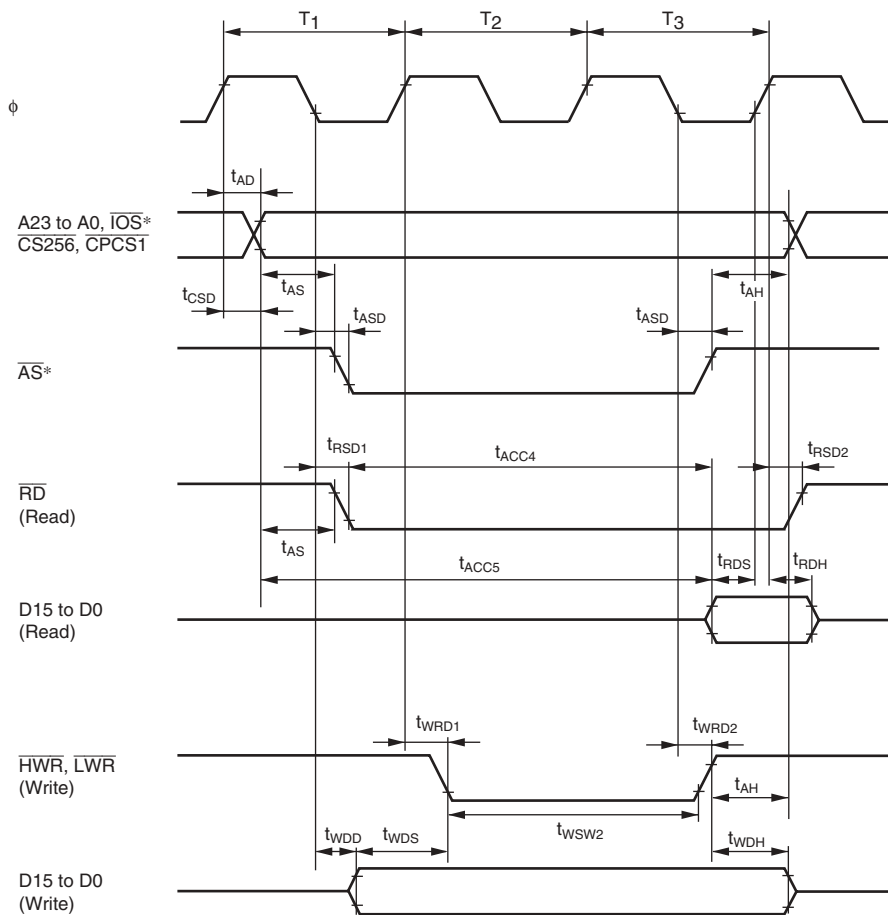 T1 T2 T3
φ
tAD
A23 to A0, IOS*
CS256, CPCS1
tAS tAH
tCSD
tASD tASD
AS*
tRSD1 tACC4 tRSD2
RD
(Read)
tAS
tACC5 tRDS tRDH
D15 to D0
(Read)
tWRD1 tWRD2
HWR, LWR
(Write)
tAH
tWSW2
tWDD tWDS tWDH
D15 to D0
(Write)